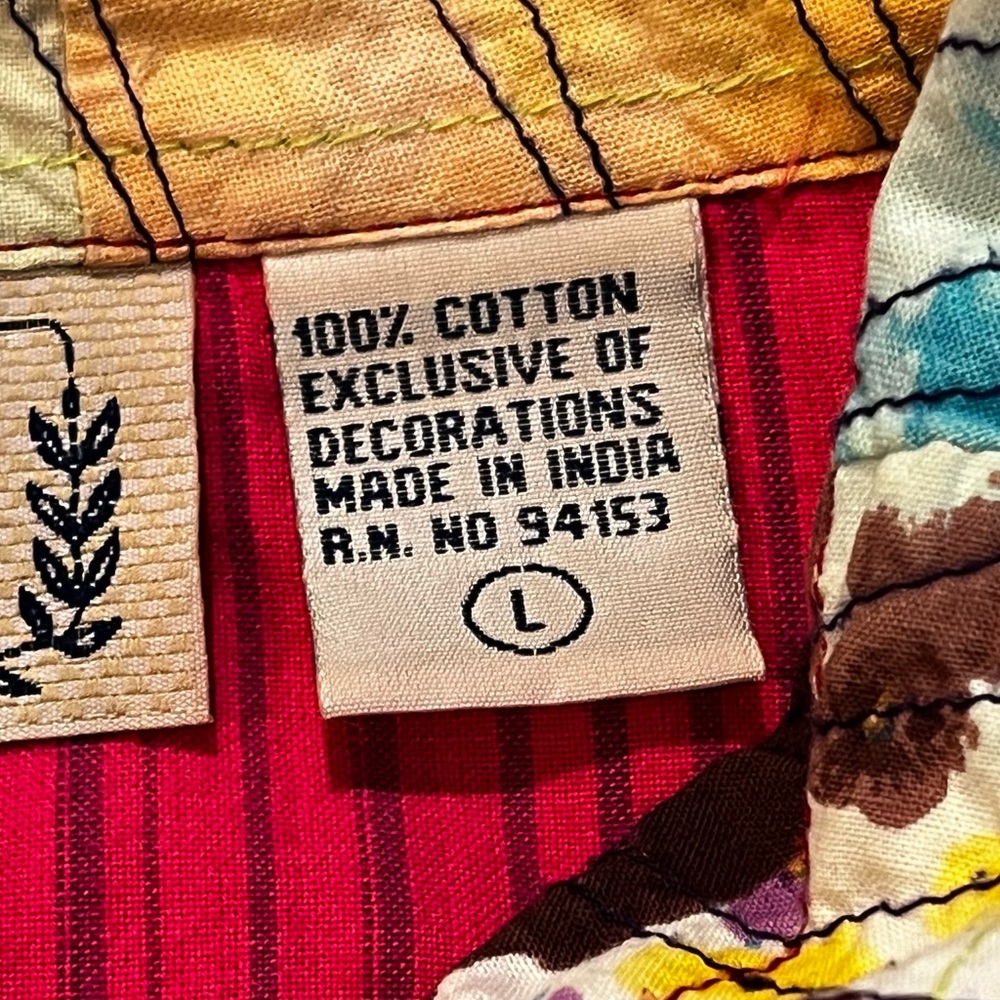 100% COTTON
EXCLUSIVE OF
DECORATIONS
MADE IN INDIA
R.N. NO 94153
L